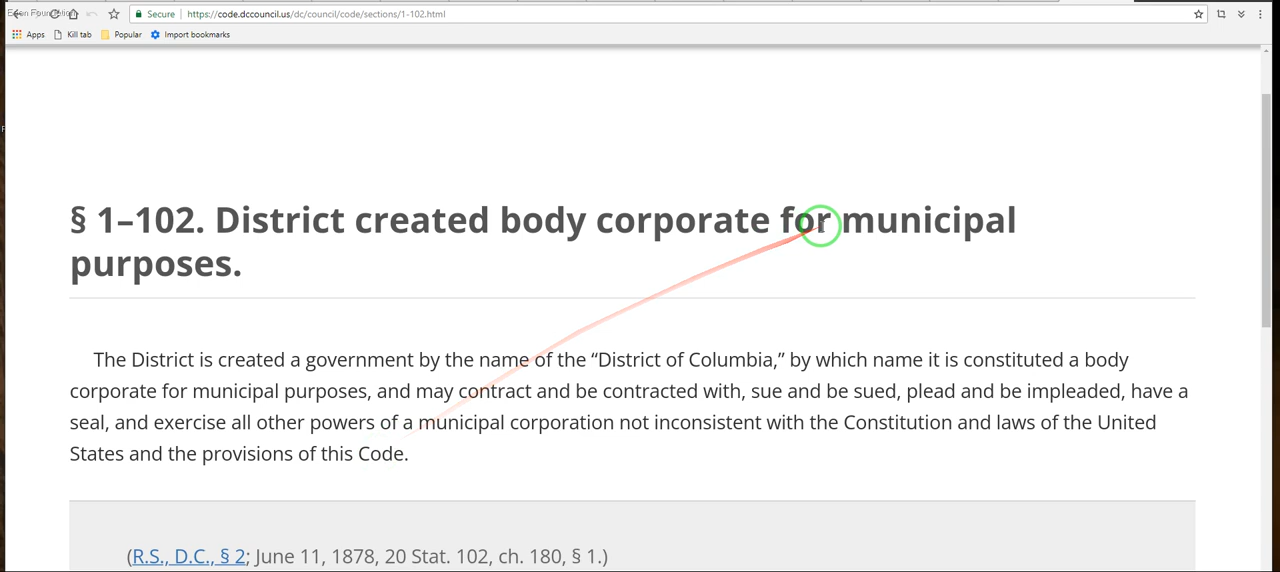 Eden Foundation
Secure https://code.dccouncil.us/dc/council/code/sections/1-102.html
Apps Kill tab Popular Import bookmarks
§ 1–102. District created body corporate for municipal
purposes.
The District is created a government by the name of the “District of Columbia,” by which name it is constituted a body
corporate for municipal purposes, and may contract and be contracted with, sue and be sued, plead and be impleaded, have a
seal, and exercise all other powers of a municipal corporation not inconsistent with the Constitution and laws of the United
States and the provisions of this Code.
(R.S., D.C., § 2; June 11, 1878, 20 Stat. 102, ch. 180, § 1.)